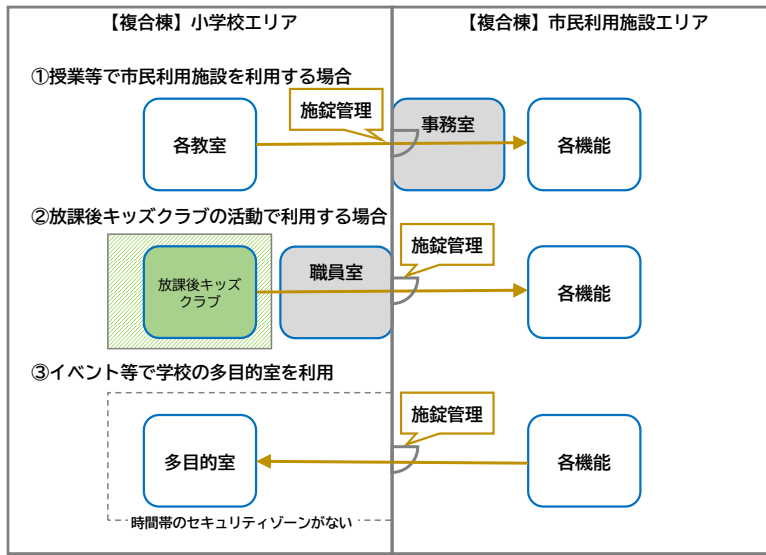 【複合棟】小学校エリア
【複合棟】市民利用施設エリア
①授業等で市民利用施設を利用する場合
施錠管理
各教室
事務室
各機能
②放課後キッズクラブの活動で利用する場合
施錠管理
放課後キッズ
クラブ
職員室
各機能
③イベント等で学校の多目的室を利用
施錠管理
多目的室
各機能
時間帯のセキュリティゾーンがない